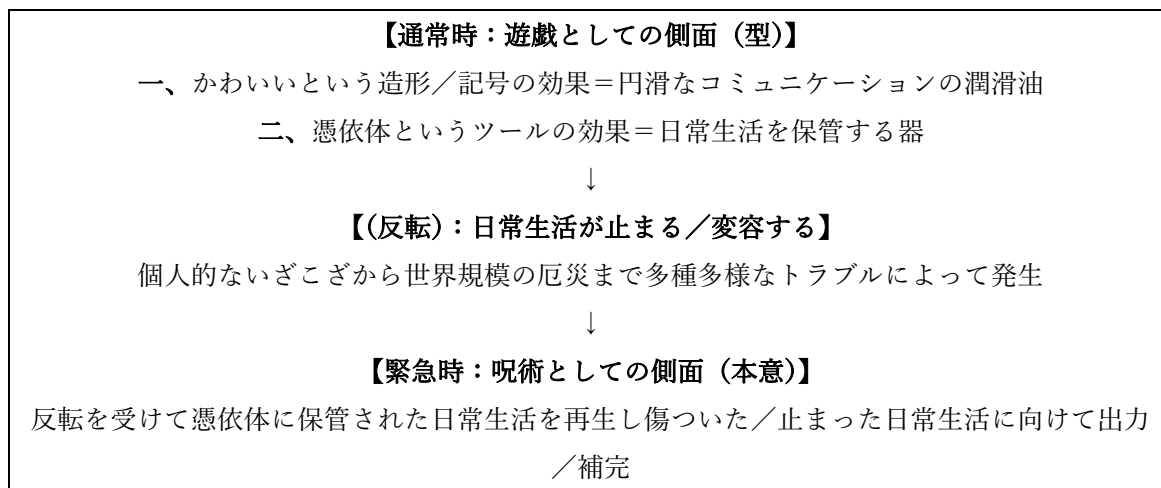 【通常時：遊戯としての側面（型）】
一、かわいいという造形／記号の効果＝円滑なコミュニケーションの潤滑油
二、憑依体というツールの効果＝日常生活を保管する器
↓
【(反転)：日常生活が止まる／変容する】
個人的ないざこざから世界規模の厄災まで多種多様なトラブルによって発生
↓
【緊急時：呪術としての側面（本意）】
反転を受けて憑依体に保管された日常生活を再生し傷ついた／止まった日常生活に向けて出力
／補完